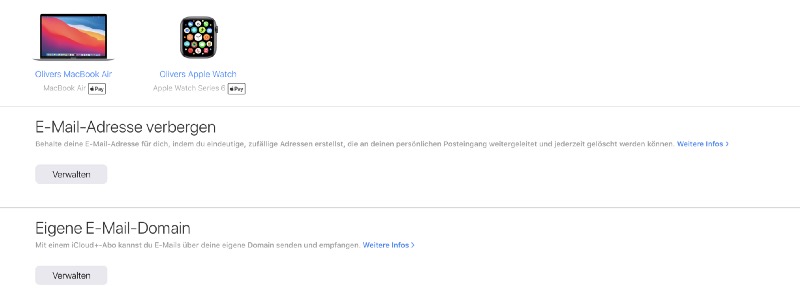 Olivers MacBook Air
Olivers Apple Watch
MacBook Air Pay
Apple Watch Series 6 Pay
E-Mail-Adresse verbergen
Behalte deine E-Mail-Adresse für dich, indem du eindeutige, zufällige Adressen erstellst, die an deinen persönlichen Posteingang weitergeleitet und jederzeit gelöscht werden können. Weitere Infos >
Verwalten
Eigene E-Mail-Domain
Mit einem iCloud+-Abo kannst du E-Mails über deine eigene Domain senden und empfangen. Weitere Infos >
Verwalten